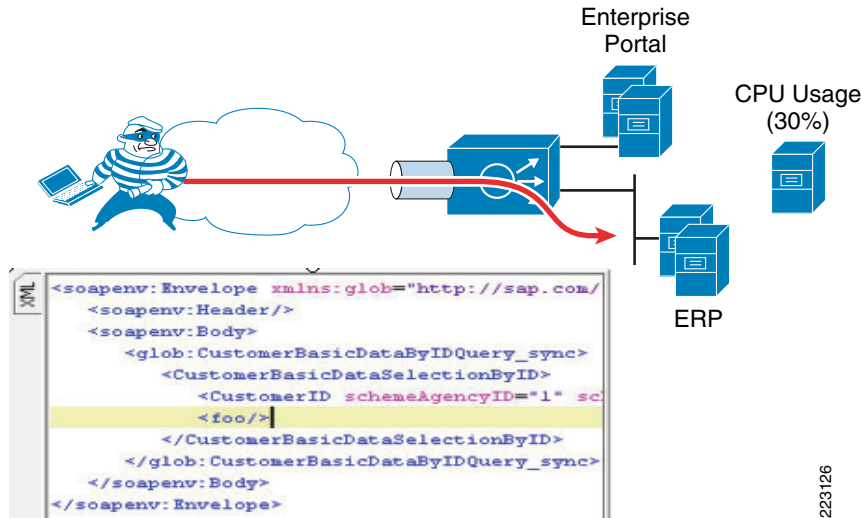 Enterprise
Portal
CPU Usage
(30%)
ERP
XML
<soapenv:Envelope xmlns:glob="http://sap.com/
<soapenv:Header/>
<soapenv:Body>
<glob:CustomerBasicDataByIDQuery_sync>
<CustomerBasicDataSelectionByID>
<CustomerID schemeAgencyID="1" sc
<foo/>
</CustomerBasicDataSelectionByID>
</glob:CustomerBasicDataByIDQuery_sync>
</soapenv:Body>
</soapenv:Envelope>
223126